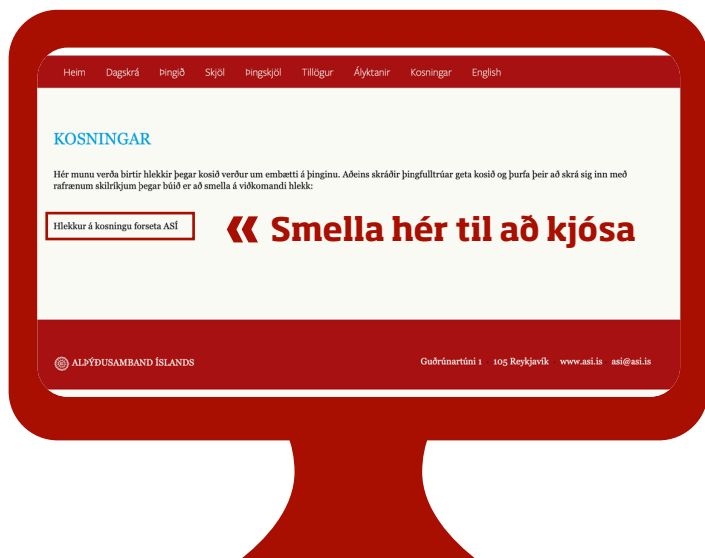 Heim Dagskrá Þingið Skjöl Þingskjöl Tillögur Ályktanir Kosningar English
KOSNINGAR
Hér munu verða birtir hlekkir þegar kosið verður um embætti á þinginu. Aðeins skráðir þingfulltrúar geta kosið og þurfa þeir að skrá sig inn með
rafrænum skilríkjum þegar búið er að smella á viðkomandi hlekk:
Hlekkur á kosningu forseta ASÍ
« Smella hér til að kjósa
ALÞÝÐUSAMBAND ÍSLANDS Guðrúnartúni 1 105 Reykjavík www.asi.is asi@asi.is